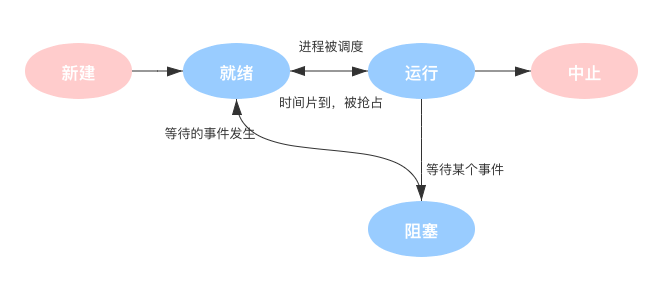 进程被调度
新建
就绪
运行
中止
时间片到，被抢占
等待的事件发生
等待某个事件
阻塞